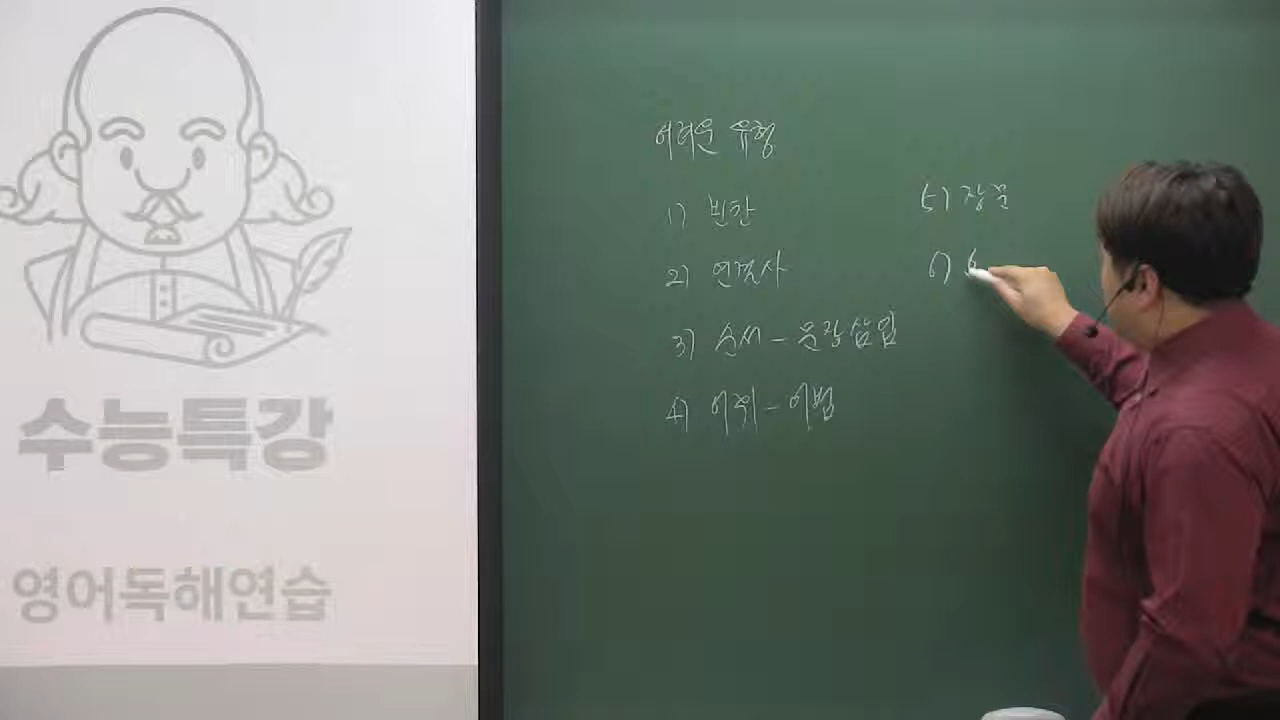 수능특강
영어독해연습
어려운 유형
1) 빈칸
2) 연결사
3) 순서 - 문장삽입
4) 어휘 - 어법
5) 장문
6)